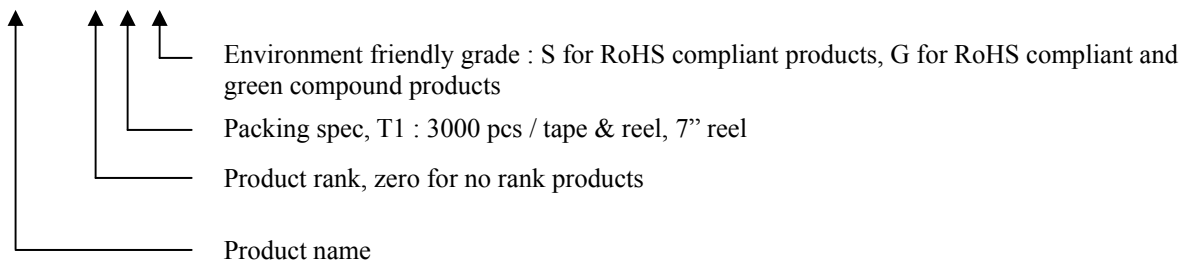 Environment friendly grade : S for RoHS compliant products, G for RoHS compliant and
green compound products
Packing spec, T1 : 3000 pcs / tape & reel, 7” reel
Product rank, zero for no rank products
Product name